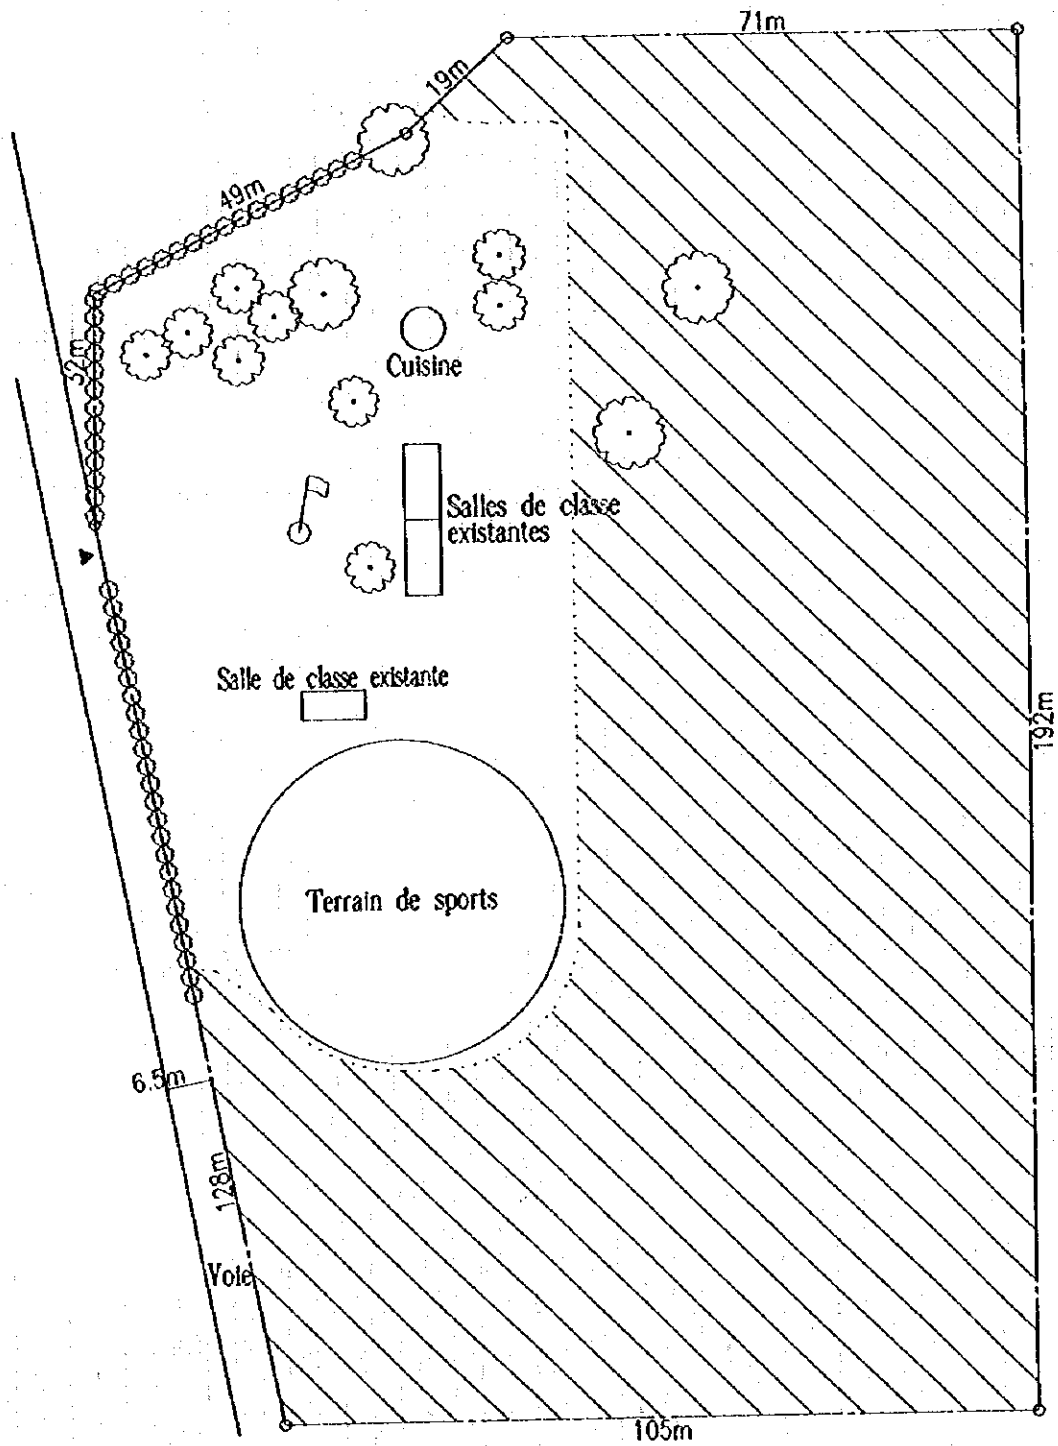 71m
19m
49m
32m
Cuisine
Salles de classe
existantes
Salle de classe existante
192m
Terrain de sports
6.5m
128m
Voie
105m